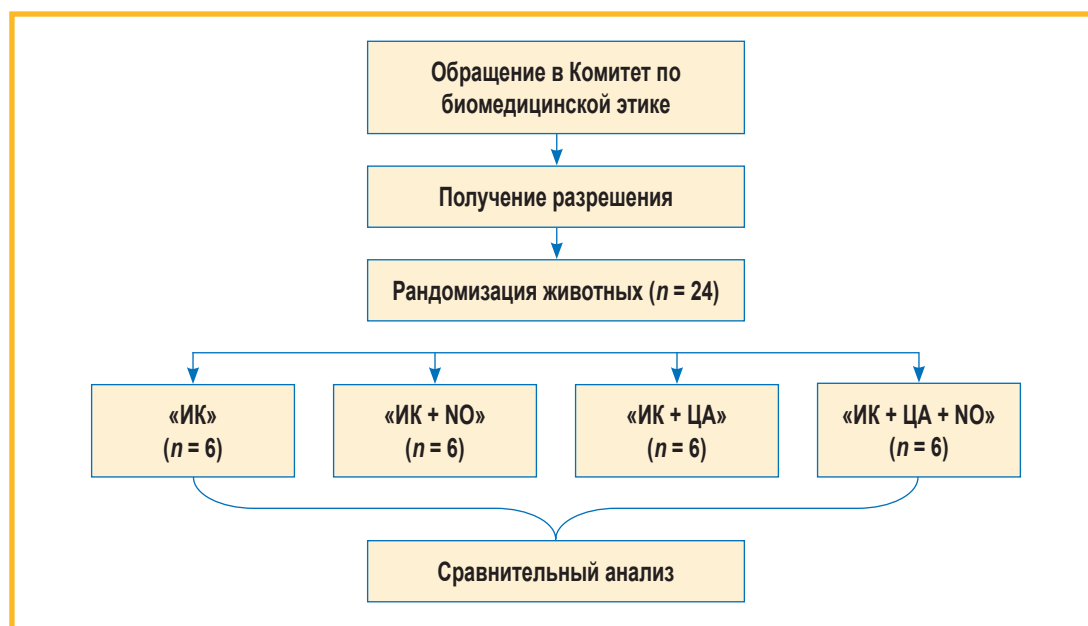 Обращение в Комитет по
биомедицинской этике
Получение разрешения
Рандомизация животных (n = 24)
«ИК»
(n = 6)
«ИК + NO»
(n = 6)
«ИК + ЦА»
(n = 6)
«ИК + ЦА + NO»
(n = 6)
Сравнительный анализ